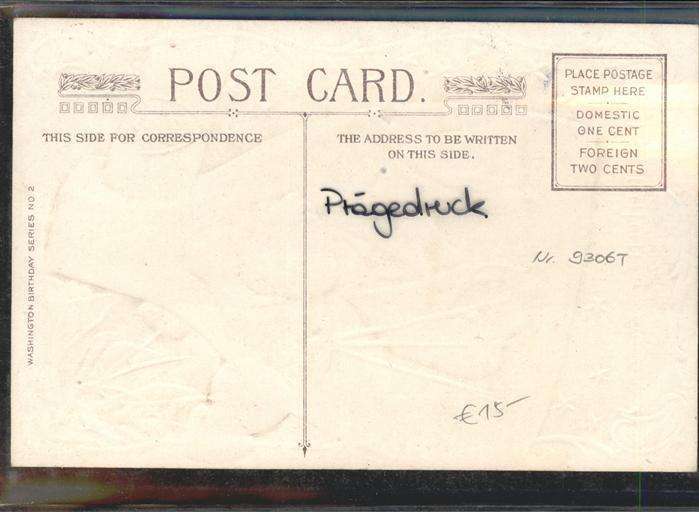 POST CARD.
PLACE POSTAGE
STAMP HERE
DOMESTIC
ONE CENT
FOREIGN
TWO CENTS
THIS SIDE FOR CORRESPONDENCE
THE ADDRESS TO BE WRITTEN
ON THIS SIDE.
WASHINGTON BIRTHDAY SERIES NO 2
Prägedruck
Nr. 9306T
€15-